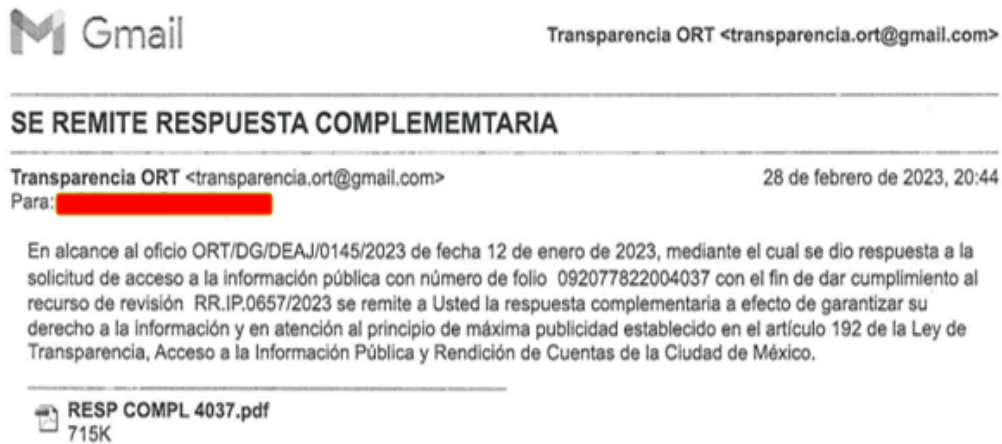 Gmail
Transparencia ORT <transparencia.ort@gmail.com>
SE REMITE RESPUESTA COMPLEMEMTARIA
Transparencia ORT <transparencia.ort@gmail.com>
28 de febrero de 2023, 20:44
Para:
En alcance al oficio ORT/DG/DEAJ/0145/2023 de fecha 12 de enero de 2023, mediante el cual se dio respuesta a la
solicitud de acceso a la información pública con número de folio 092077822004037 con el fin de dar cumplimiento al
recurso de revisión RR.IP.0657/2023 se remite a Usted la respuesta complementaria a efecto de garantizar su
derecho a la información y en atención al principio de máxima publicidad establecido en el artículo 192 de la Ley de
Transparencia, Acceso a la Información Pública y Rendición de Cuentas de la Ciudad de México.
RESP COMPL 4037.pdf
715K